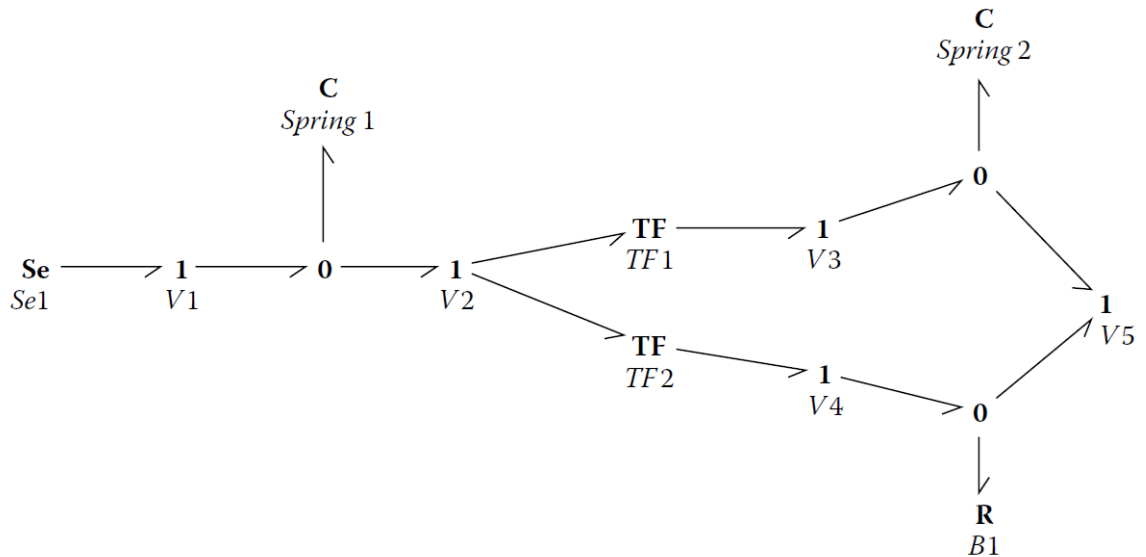 C
Spring 2
C
Spring 1
0
TF
TF1
1
V3
Se
Se1
1
V1
0
1
V2
1
V5
TF
TF2
1
V4
0
R
B1